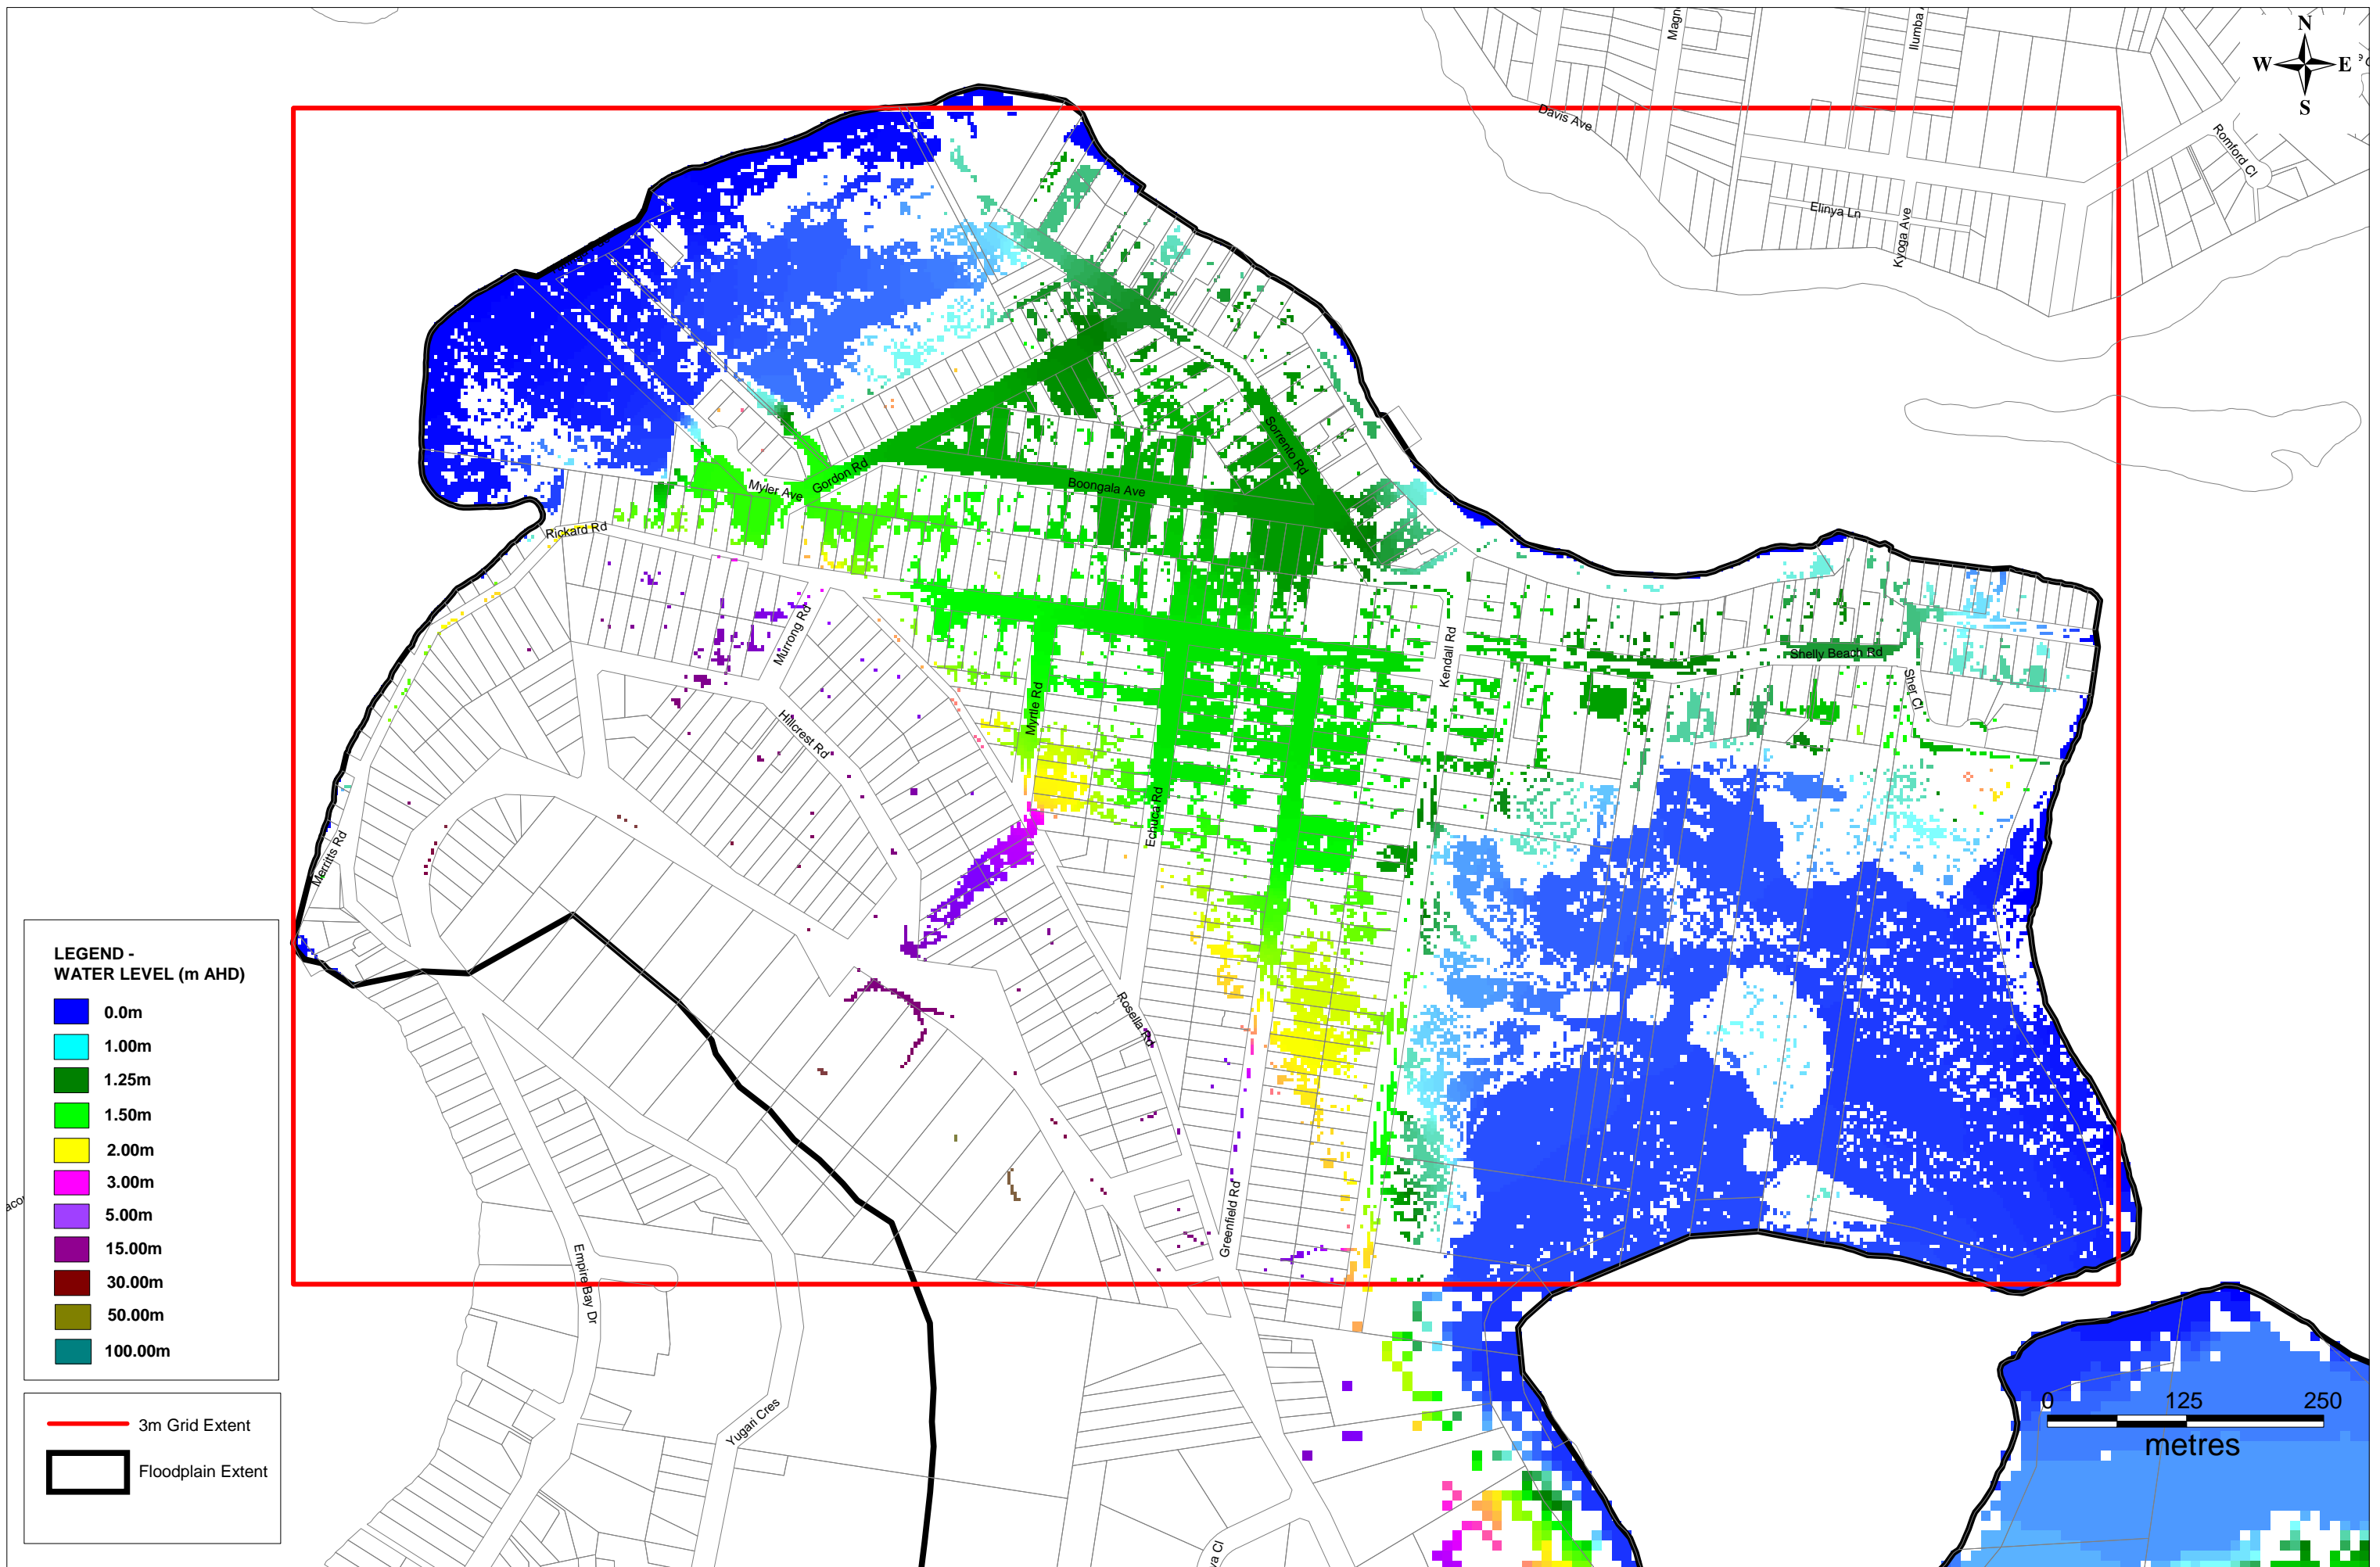 N
W E
S
Davis Ave
Romford Cl
Elinya Ln
Kyoga Ave
Sorrento Rd
Gordon Rd
Myler Ave
Boongala Ave
Rickard Rd
Murrong Rd
Kendall Rd
Shelly Beach Rd
Sher Cl
Myrtle Rd
Hillcrest Rd
Echuca Rd
Merritts Rd
Rosella Rd
Greenfield Rd
Empire Bay Dr
Yugari Cres
LEGEND -
WATER LEVEL (m AHD)
0.0m
1.00m
1.25m
1.50m
2.00m
3.00m
5.00m
15.00m
30.00m
50.00m
100.00m
3m Grid Extent
Floodplain Extent
0 125 250
metres